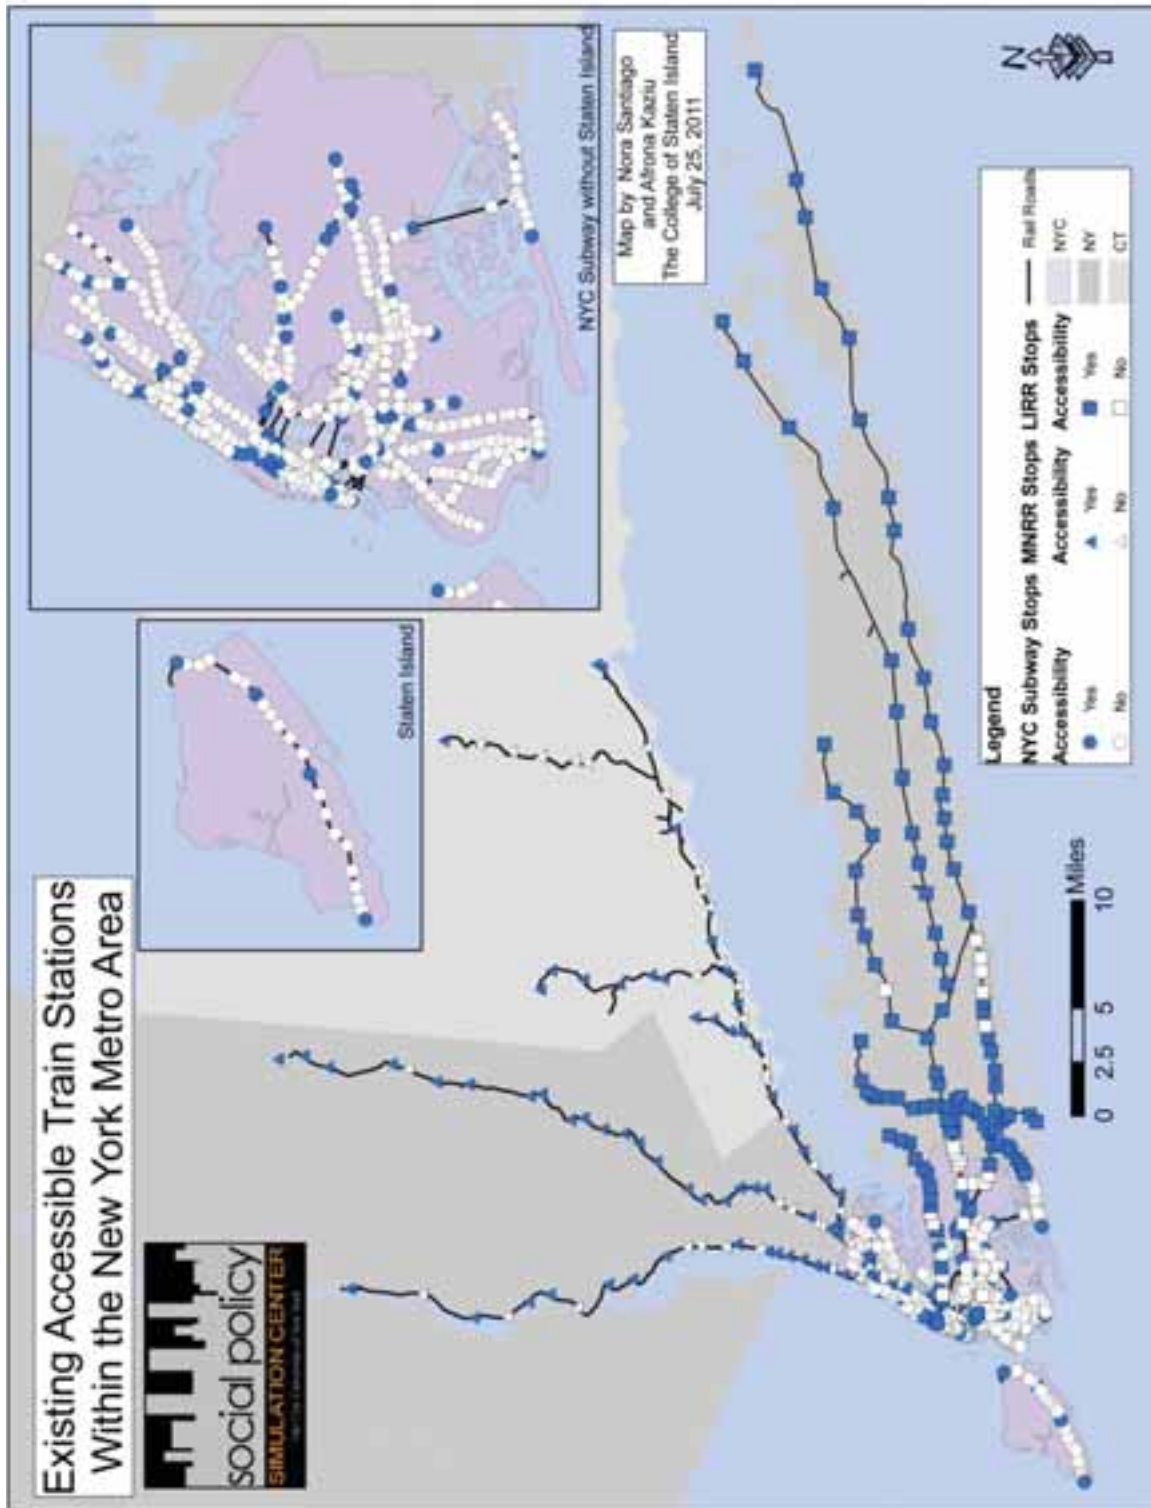 Existing Accessible Train Stations
Within the New York Metro Area
social policy
SIMULATION CENTER
Staten Island
NYC Subway without Staten Island
Map by Nora Santiago
and Afrona Kaziu
The College of Staten Island
July 25, 2011
N
0 2.5 5 10
Miles
Legend
NYC Subway Stops MNRR Stops LIRR Stops Rail Roads
Accessibility Accessibility Accessibility NYC
Yes Yes Yes NY
No No No CT